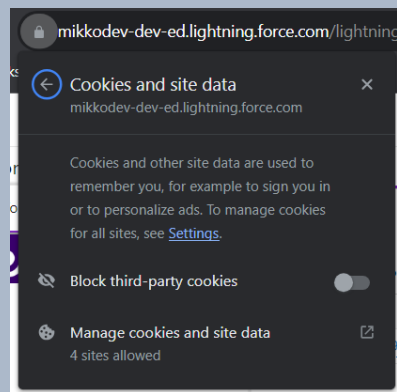 mikkodev-dev-ed.lightning.force.com/lightning
Cookies and site data
mikkodev-dev-ed.lightning.force.com
Cookies and other site data are used to
remember you, for example to sign you in
or to personalize ads. To manage cookies
for all sites, see Settings.
Block third-party cookies
Manage cookies and site data
4 sites allowed